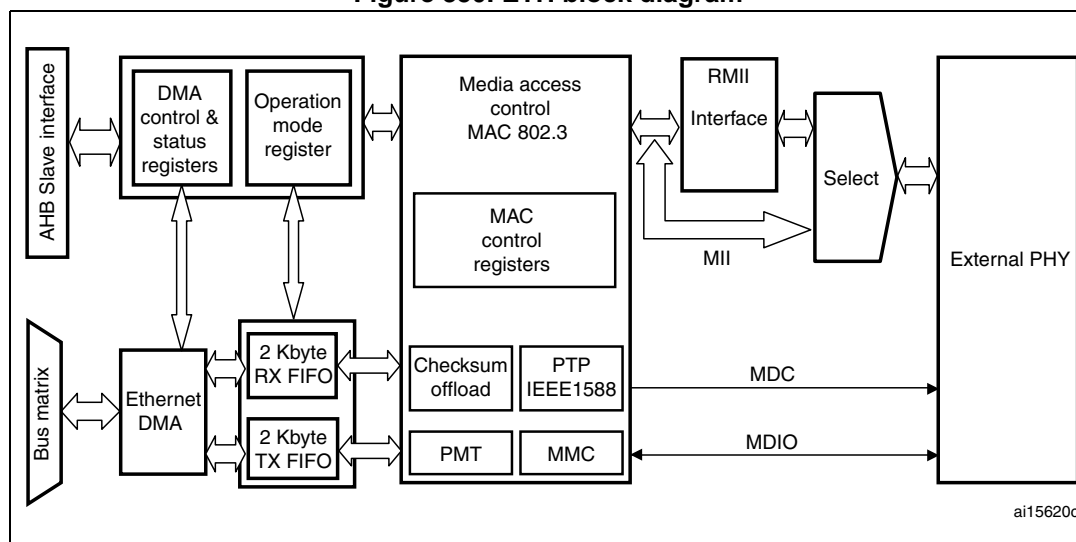 AHB Slave interface
DMA
control &
status
registers
Operation
mode
register
Media access
control
MAC 802.3
RMII
Interface
Select
External PHY
MAC
control
registers
MII
Bus matrix
Ethernet
DMA
2 Kbyte
RX FIFO
2 Kbyte
TX FIFO
Checksum
offload
PTP
IEEE1588
PMT
MMC
MDC
MDIO